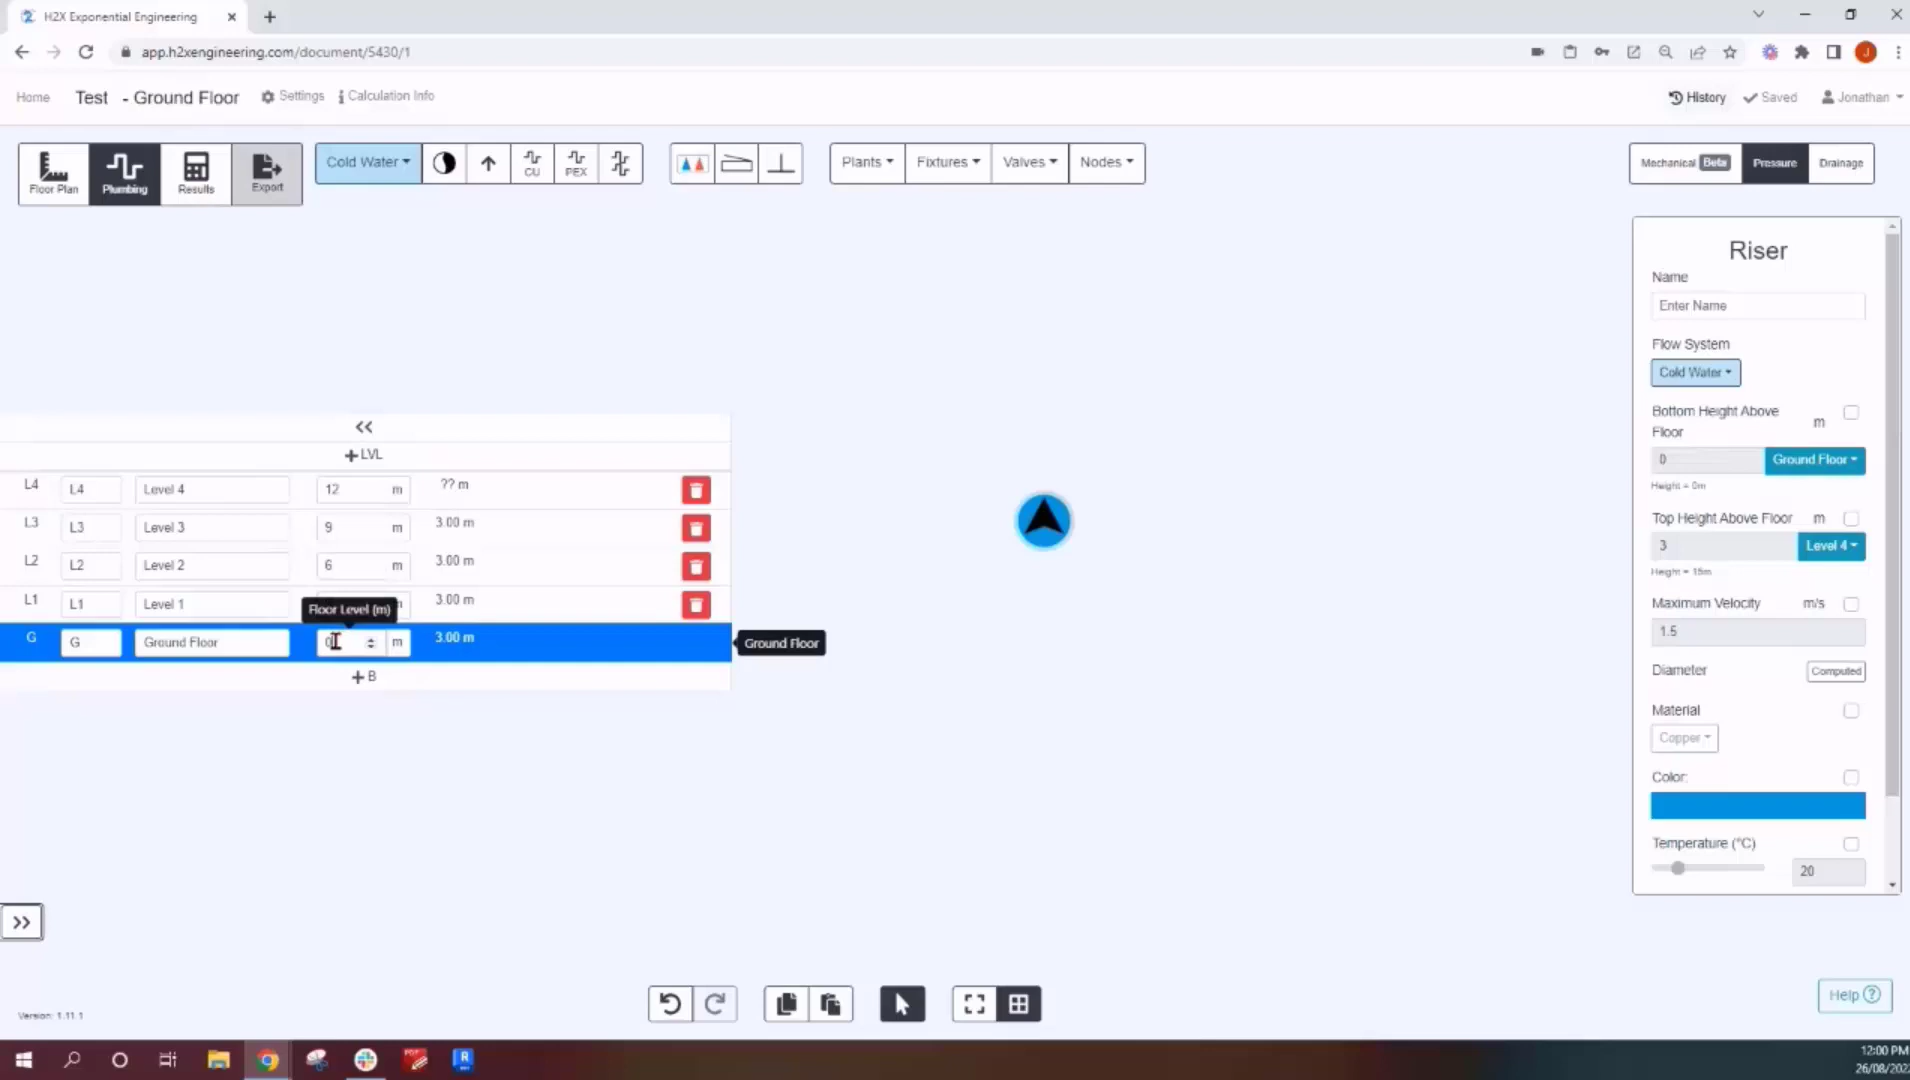 H2X Exponential Engineering
app.h2xengineering.com/document/5430/1
J
Home
Test - Ground Floor
Settings
Calculation Info
History
Saved
Jonathan
Floor Plan
Plumbing
Results
Export
Cold Water
CU
PEX
Plants
Fixtures
Valves
Nodes
Mechanical Beta
Pressure
Drainage
Riser
Name
Enter Name
Flow System
Cold Water
Bottom Height Above Floor
m
0
Ground Floor
Height = 0m
Top Height Above Floor
m
3
Level 4
Height = 15m
Maximum Velocity
m/s
1.5
Diameter
Computed
Material
Copper
Color:
Temperature (°C)
20
LVL
L4 L4 Level 4 12 m ?? m
L3 L3 Level 3 9 m 3.00 m
L2 L2 Level 2 6 m 3.00 m
L1 L1 Level 1 3.00 m
Floor Level (m)
G G Ground Floor 0 m 3.00 m
Ground Floor
B
Version: 1.11.1
Help
12:00 PM
26/08/202